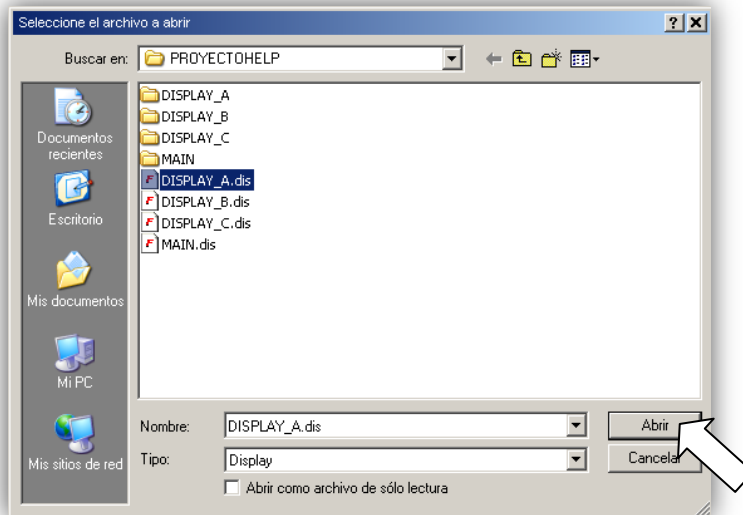 Seleccione el archivo a abrir
Buscar en: PROYECTOHELP
DISPLAY_A
DISPLAY_B
DISPLAY_C
MAIN
DISPLAY_A.dis
DISPLAY_B.dis
DISPLAY_C.dis
MAIN.dis
Documentos
recientes
Escritorio
Mis documentos
Mi PC
Mis sitios de red
Nombre: DISPLAY_A.dis Abrir
Tipo: Display Cancelar
Abrir como archivo de sólo lectura